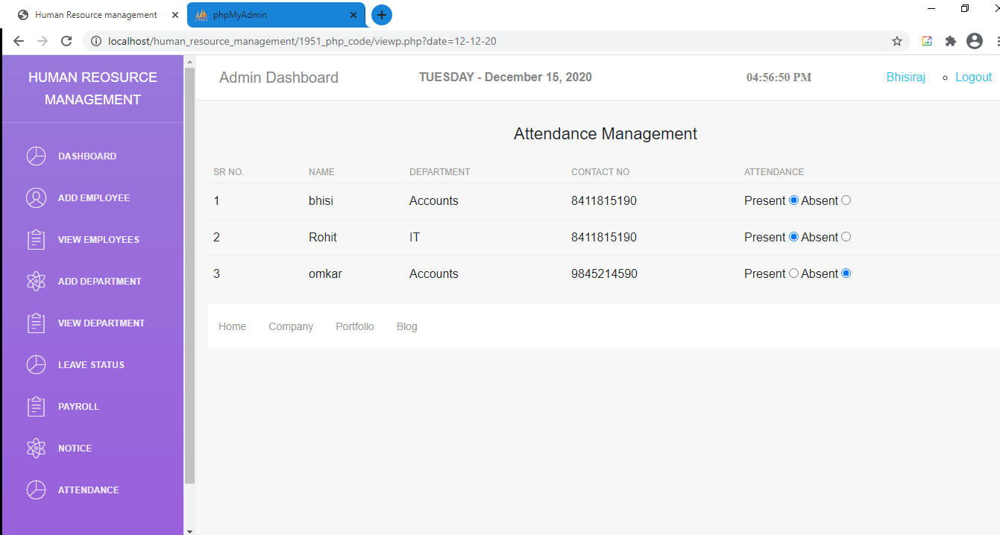 Human Resource management
phpMyAdmin
localhost/human_resource_management/1951_php_code/viewp.php?date=12-12-20
HUMAN REOSURCE
MANAGEMENT
DASHBOARD
ADD EMPLOYEE
VIEW EMPLOYEES
ADD DEPARTMENT
VIEW DEPARTMENT
LEAVE STATUS
PAYROLL
NOTICE
ATTENDANCE
Admin Dashboard TUESDAY - December 15, 2020 04:56:50 PM Bhisiraj Logout
Attendance Management
SR NO. NAME DEPARTMENT CONTACT NO ATTENDANCE
1 bhisi Accounts 8411815190 Present Absent
2 Rohit IT 8411815190 Present Absent
3 omkar Accounts 9845214590 Present Absent
Home Company Portfolio Blog